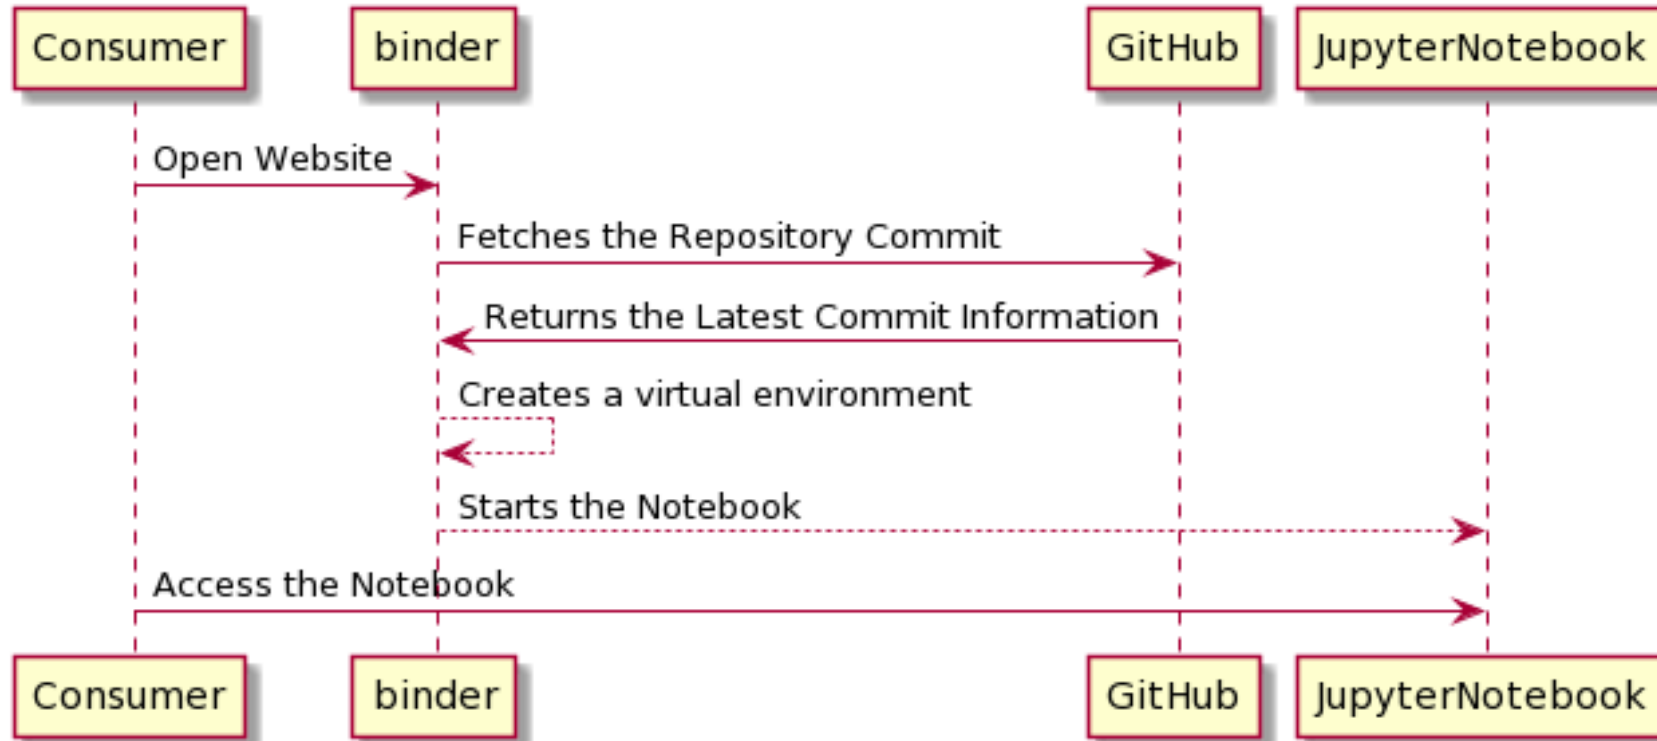 Consumer binder GitHub JupyterNotebook
Open Website
Fetches the Repository Commit
Returns the Latest Commit Information
Creates a virtual environment
Starts the Notebook
Access the Notebook
Consumer binder GitHub JupyterNotebook